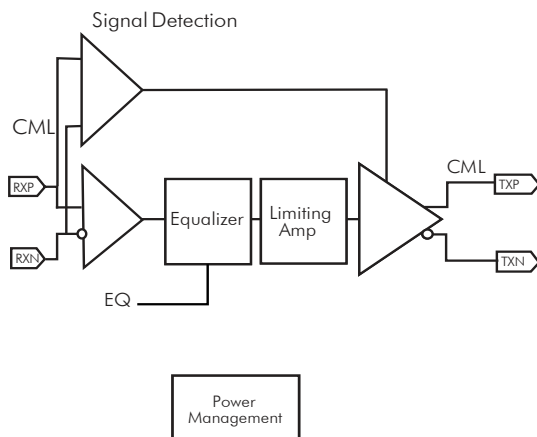 Signal Detection
CML
RXP
RXN
Equalizer
Limiting
Amp
CML
TXP
TXN
EQ
Power
Management